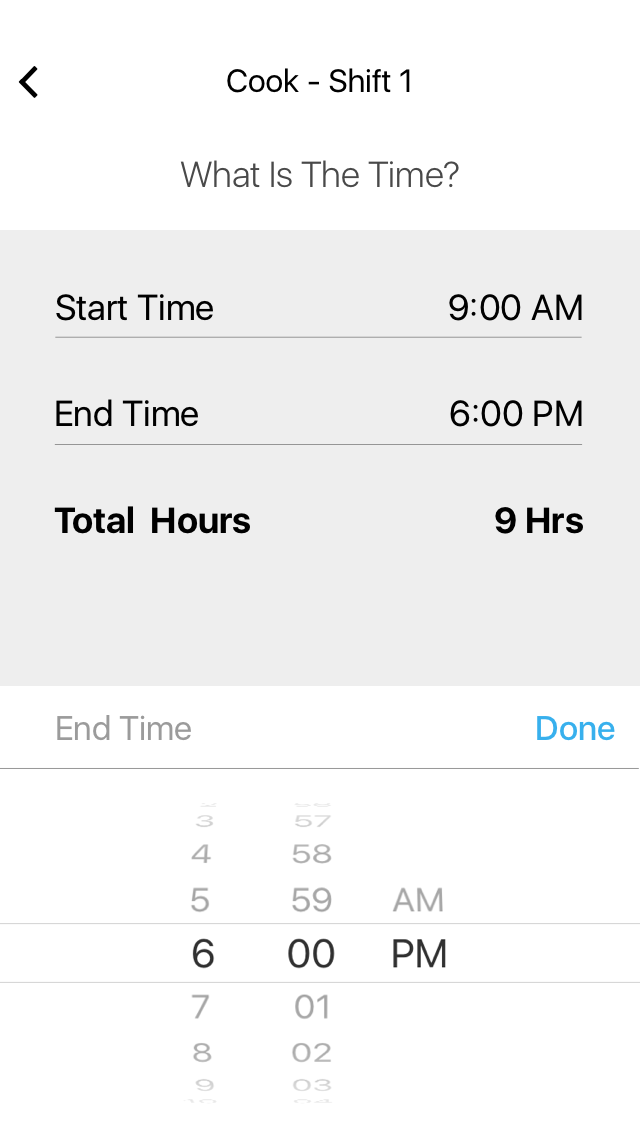 Cook - Shift 1
What Is The Time?
Start Time 9:00 AM
End Time 6:00 PM
Total Hours 9 Hrs
End Time Done
3 57
4 58
5 59 AM
6 00 PM
7 01
8 02
9 03